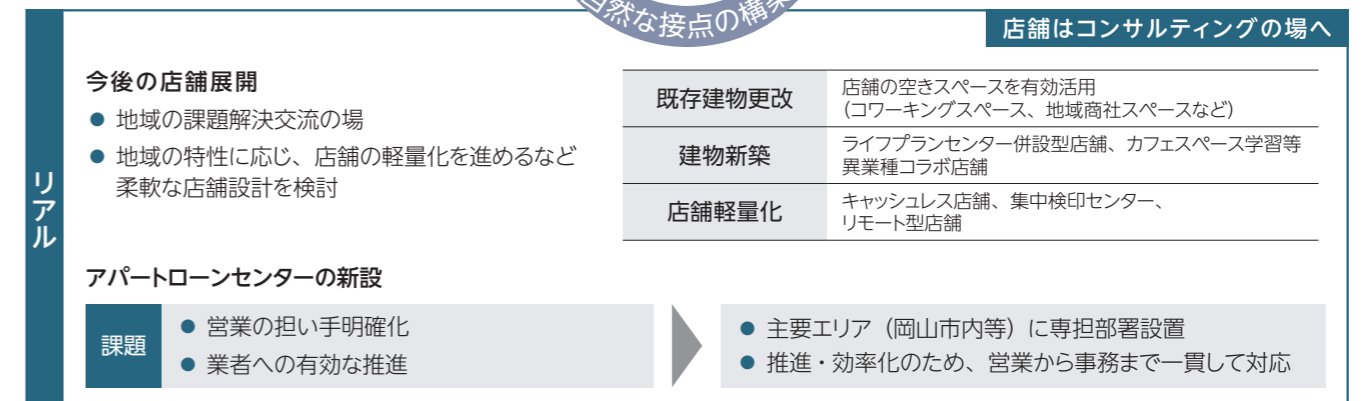 然な接点の構築
店舗はコンサルティングの場へ
リアル
今後の店舗展開
● 地域の課題解決交流の場
● 地域の特性に応じ、店舗の軽量化を進めるなど
柔軟な店舗設計を検討
既存建物更改
店舗の空きスペースを有効活用
(コワーキングスペース、地域商社スペースなど)
建物新築
ライフプランセンター併設型店舗、カフェスペース学習等
異業種コラボ店舗
店舗軽量化
キャッシュレス店舗、集中検印センター、
リモート型店舗
アパートローンセンターの新設
課題
● 営業の担い手明確化
● 業者への有効な推進
● 主要エリア（岡山市内等）に専担部署設置
● 推進・効率化のため、営業から事務まで一貫して対応